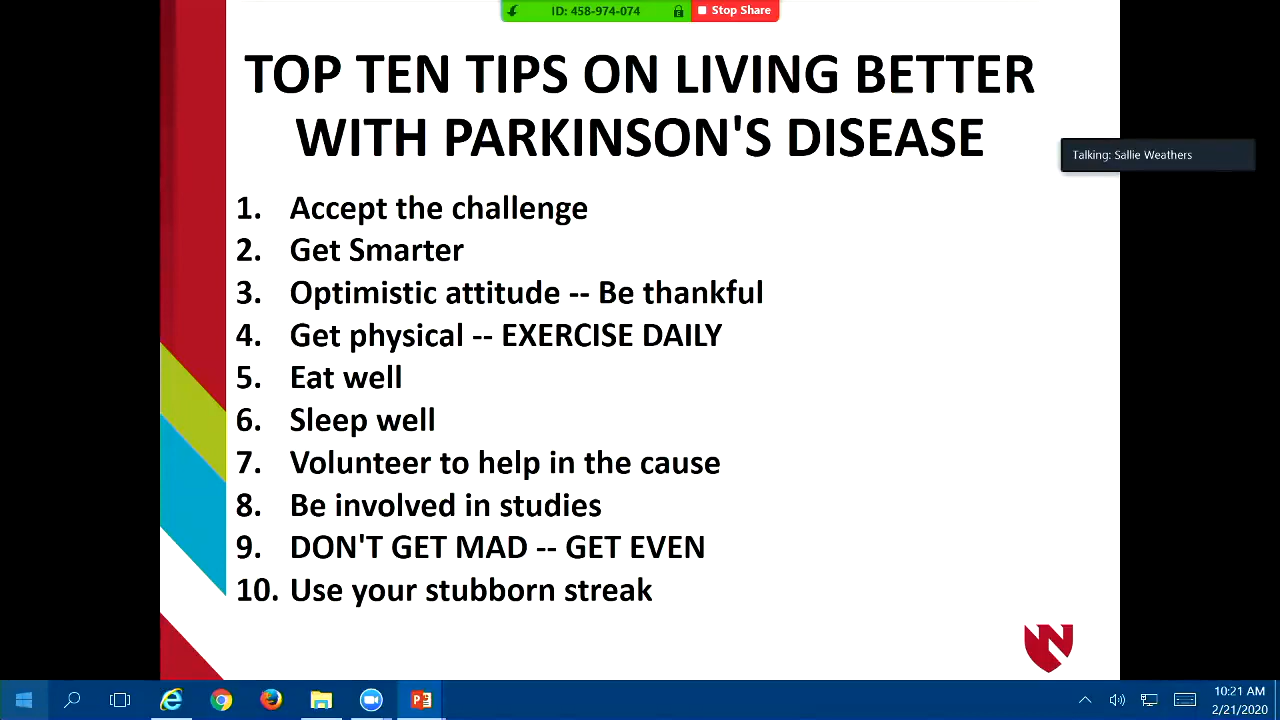 ID: 458-974-074
Stop Share
TOP TEN TIPS ON LIVING BETTER
WITH PARKINSON'S DISEASE
Talking: Sallie Weathers
1. Accept the challenge
2. Get Smarter
3. Optimistic attitude -- Be thankful
4. Get physical -- EXERCISE DAILY
5. Eat well
6. Sleep well
7. Volunteer to help in the cause
8. Be involved in studies
9. DON'T GET MAD -- GET EVEN
10. Use your stubborn streak
N
10:21 AM
2/21/2020